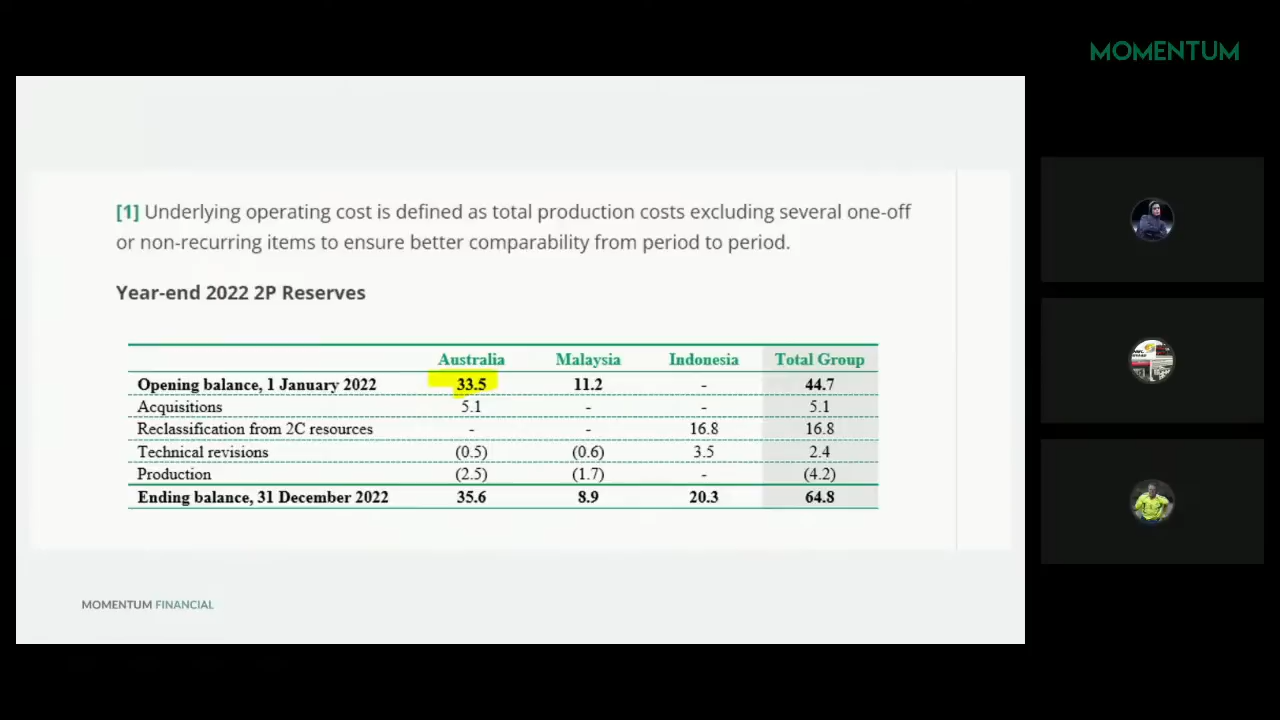 MOMENTUM
[1] Underlying operating cost is defined as total production costs excluding several one-off
or non-recurring items to ensure better comparability from period to period.
Year-end 2022 2P Reserves
Australia Malaysia Indonesia Total Group
Opening balance, 1 January 2022 33.5 11.2 - 44.7
Acquisitions 5.1 - - 5.1
Reclassification from 2C resources - - 16.8 16.8
Technical revisions (0.5) (0.6) 3.5 2.4
Production (2.5) (1.7) - (4.2)
Ending balance, 31 December 2022 35.6 8.9 20.3 64.8
MOMENTUM FINANCIAL